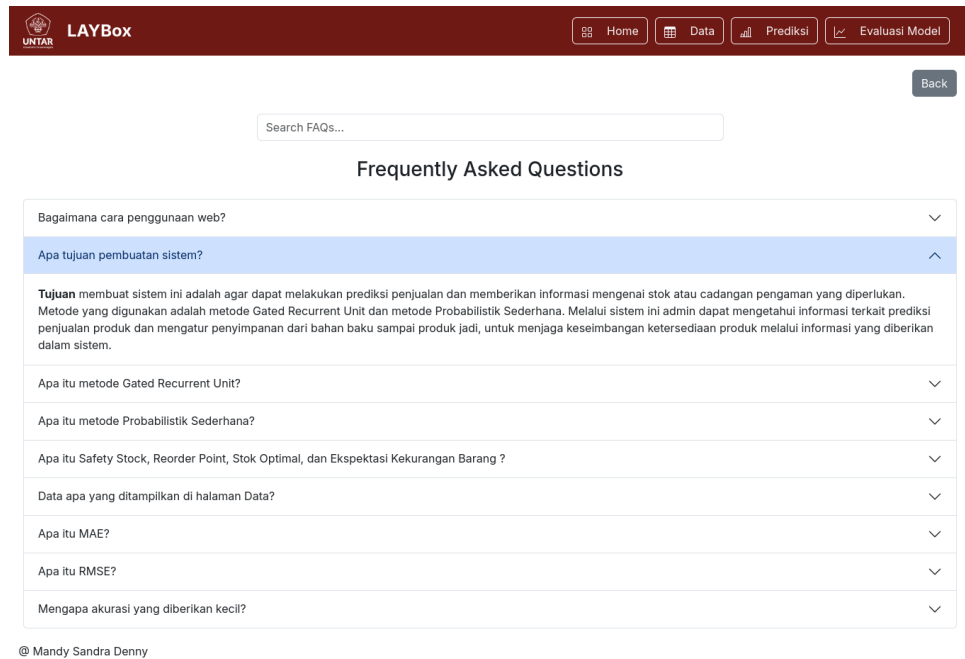 UNTAR
LAYBox
Home
Data
Prediksi
Evaluasi Model
Back
Search FAQs...
Frequently Asked Questions
Bagaimana cara penggunaan web?
Apa tujuan pembuatan sistem?
Tujuan membuat sistem ini adalah agar dapat melakukan prediksi penjualan dan memberikan informasi mengenai stok atau cadangan pengaman yang diperlukan.
Metode yang digunakan adalah metode Gated Recurrent Unit dan metode Probabilistik Sederhana. Melalui sistem ini admin dapat mengetahui informasi terkait prediksi
penjualan produk dan mengatur penyimpanan dari bahan baku sampai produk jadi, untuk menjaga keseimbangan ketersediaan produk melalui informasi yang diberikan
dalam sistem.
Apa itu metode Gated Recurrent Unit?
Apa itu metode Probabilistik Sederhana?
Apa itu Safety Stock, Reorder Point, Stok Optimal, dan Ekspektasi Kekurangan Barang ?
Data apa yang ditampilkan di halaman Data?
Apa itu MAE?
Apa itu RMSE?
Mengapa akurasi yang diberikan kecil?
@ Mandy Sandra Denny